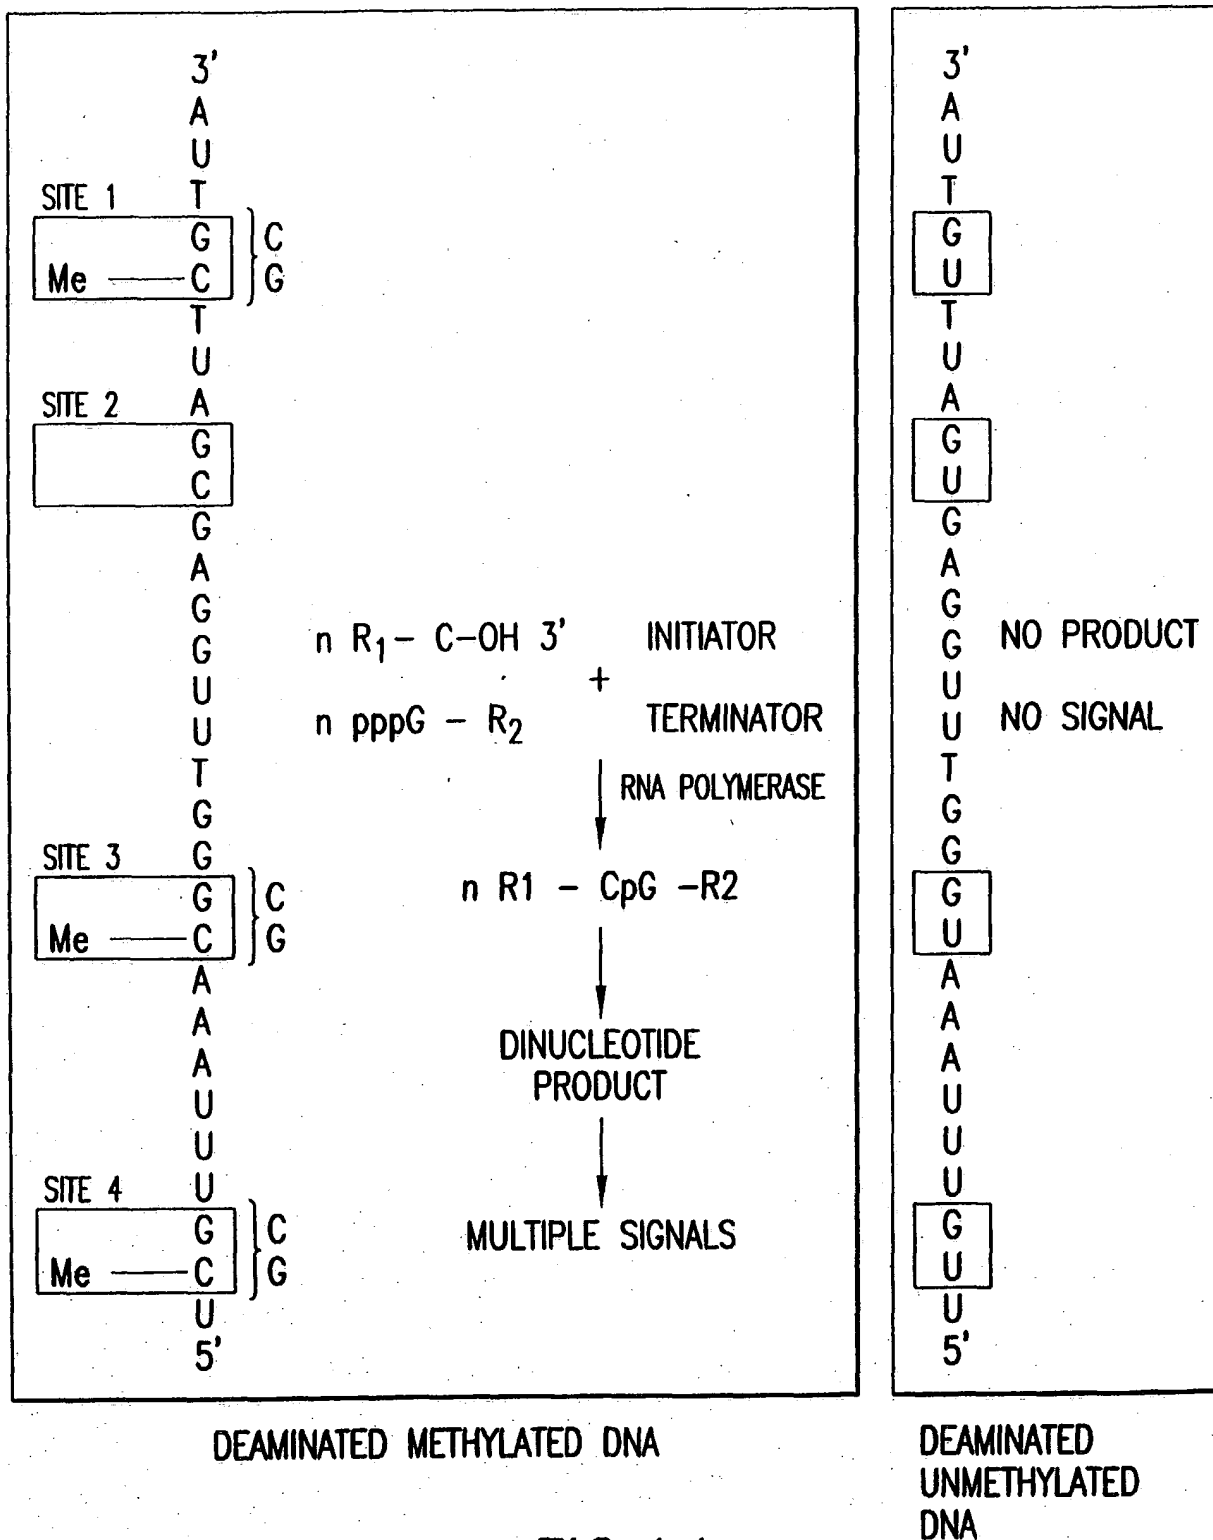 3'
A
U
T
SITE 1
G
C
Me
C
G
T
U
A
SITE 2
G
C
G
A
G
G
U
U
T
G
G
SITE 3
G
C
Me
C
G
A
A
A
U
U
U
SITE 4
G
C
Me
C
G
U
5'
n R1 – C–OH 3' INITIATOR
+
n pppG – R2 TERMINATOR
RNA POLYMERASE
n R1 – CpG –R2
DINUCLEOTIDE
PRODUCT
MULTIPLE SIGNALS
DEAMINATED METHYLATED DNA
3'
A
U
T
G
U
T
U
A
G
U
G
A
G
G
U
U
T
G
G
G
U
A
A
A
U
U
U
G
U
U
5'
NO PRODUCT
NO SIGNAL
DEAMINATED
UNMETHYLATED
DNA